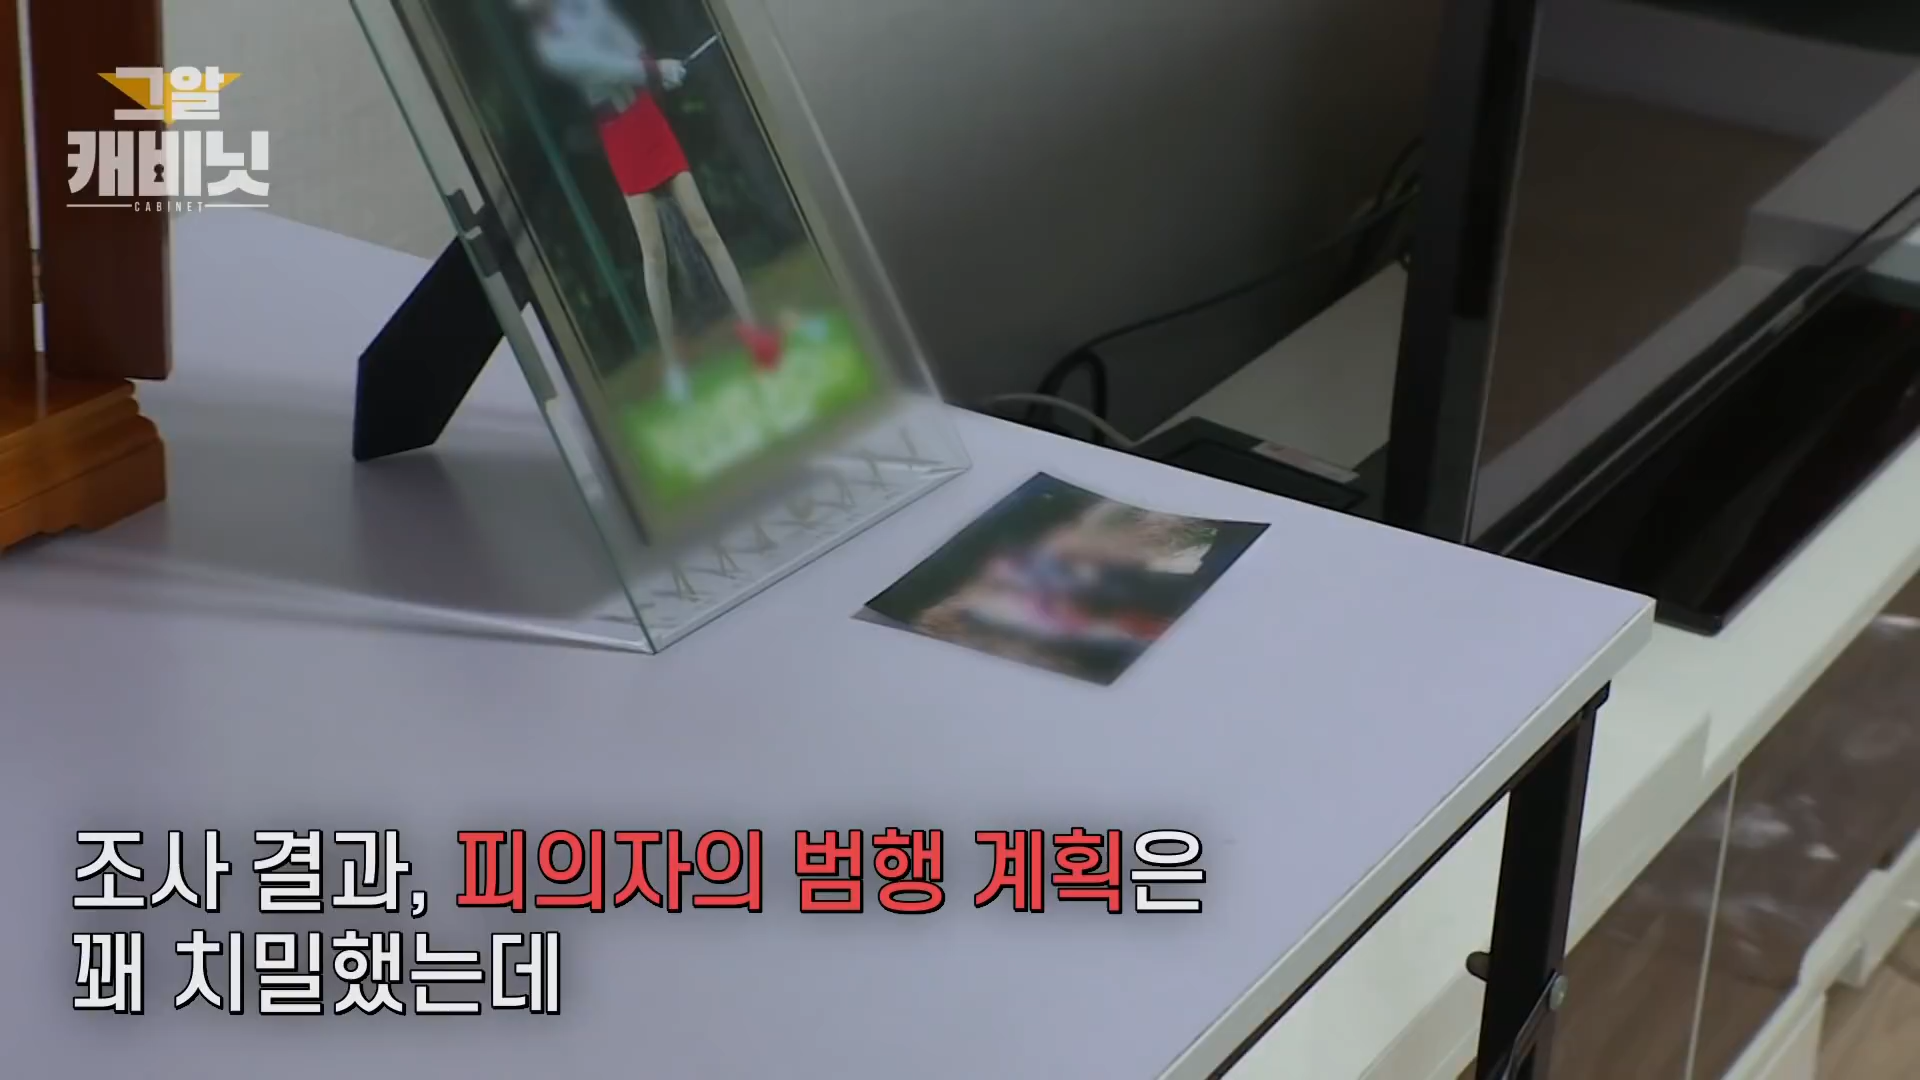 그알
캐비닛
CABINET
조사 결과, 피의자의 범행 계획은
꽤 치밀했는데